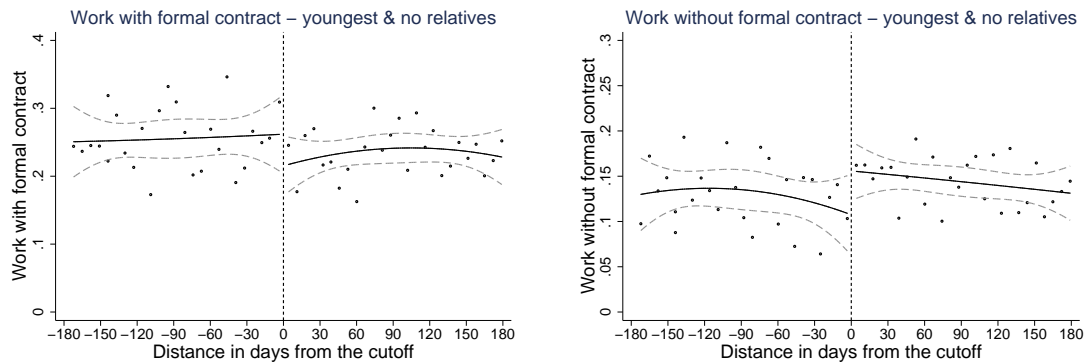 Work with formal contract – youngest & no relatives
Work with formal contract
.4
.3
.2
.1
0
−180 −150 −120 −90 −60 −30 0 30 60 90 120 150 180
Distance in days from the cutoff
Work without formal contract – youngest & no relatives
Work without formal contract
.3
.25
.2
.15
.1
.05
0
−180 −150 −120 −90 −60 −30 0 30 60 90 120 150 180
Distance in days from the cutoff